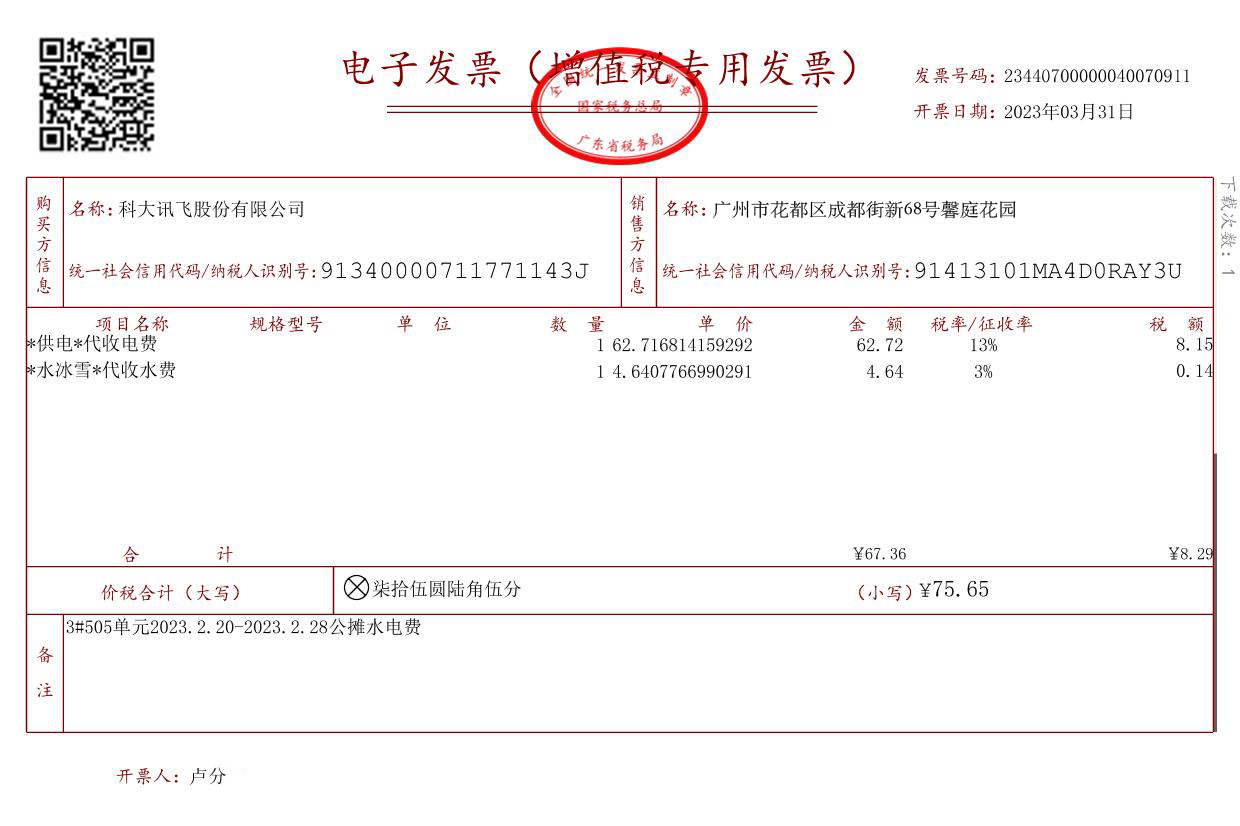 电子发票（增值税专用发票）
全国统一发票监制章
国家税务总局
广东省税务局
发票号码：23440700000040070911
开票日期：2023年03月31日
下载次数：1
购买方信息
名称：科大讯飞股份有限公司
统一社会信用代码/纳税人识别号：91340000711771143J
销售方信息
名称：广州市花都区成都街新68号馨庭花园
统一社会信用代码/纳税人识别号：91413101MA4D0RAY3U
项目名称 规格型号 单 位 数 量 单 价 金 额 税率/征收率 税 额
*供电*代收电费 1 62.716814159292 62.72 13% 8.15
*水冰雪*代收水费 1 4.6407766990291 4.64 3% 0.14
合 计 ¥67.36 ¥8.29
价税合计（大写） ⊗柒拾伍圆陆角伍分 （小写）¥75.65
备注
3#505单元2023.2.20-2023.2.28公摊水电费
开票人：卢分